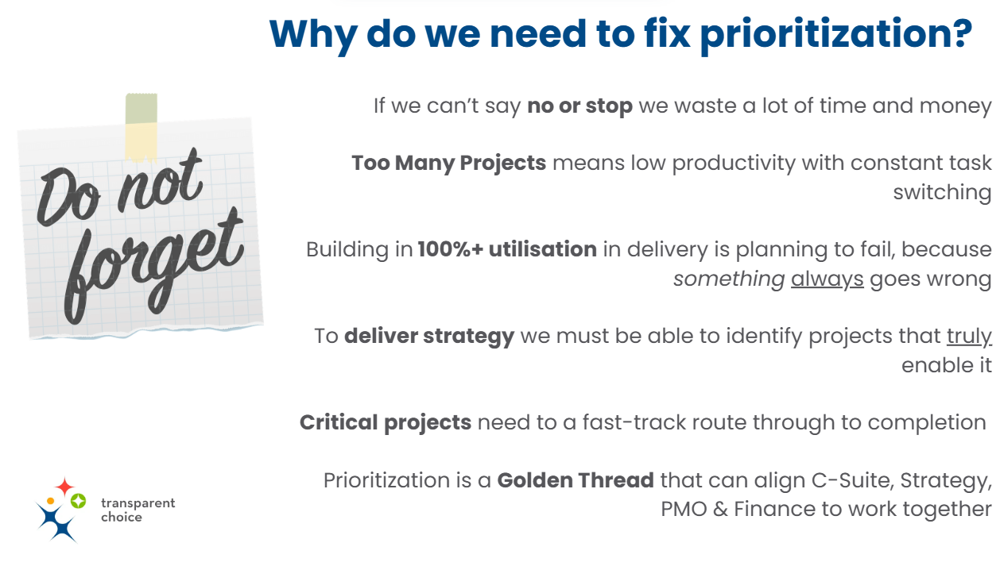 Why do we need to fix prioritization?
Do not
forget
If we can’t say no or stop we waste a lot of time and money
Too Many Projects means low productivity with constant task
switching
Building in 100%+ utilisation in delivery is planning to fail, because
something always goes wrong
To deliver strategy we must be able to identify projects that truly
enable it
Critical projects need to a fast-track route through to completion
Prioritization is a Golden Thread that can align C-Suite, Strategy,
PMO & Finance to work together
transparent
choice